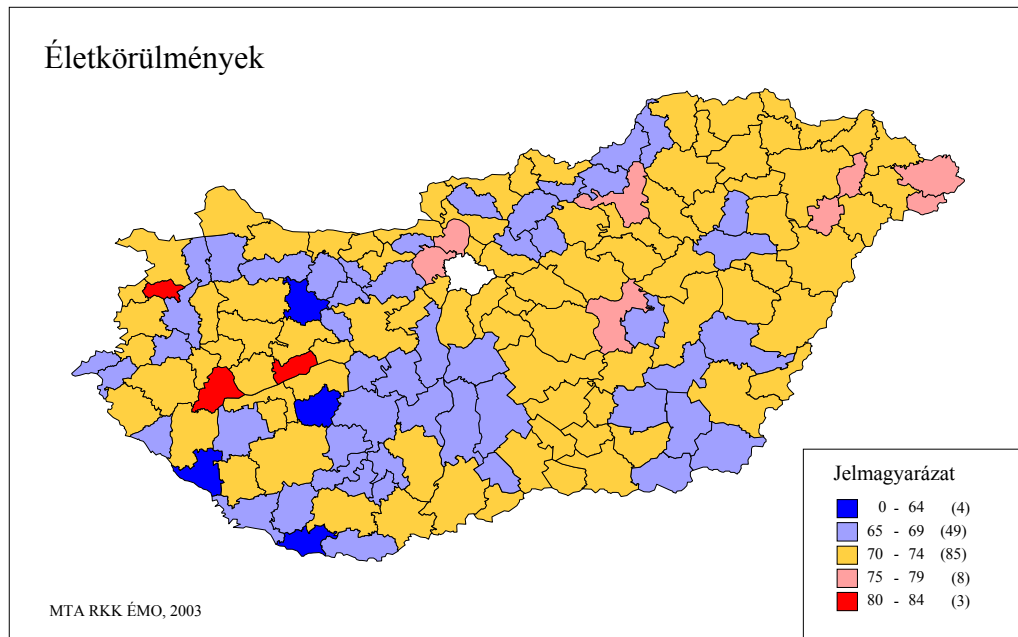 Életkörülmények
Jelmagyarázat
0 - 64 (4)
65 - 69 (49)
70 - 74 (85)
75 - 79 (8)
80 - 84 (3)
MTA RKK ÉMO, 2003